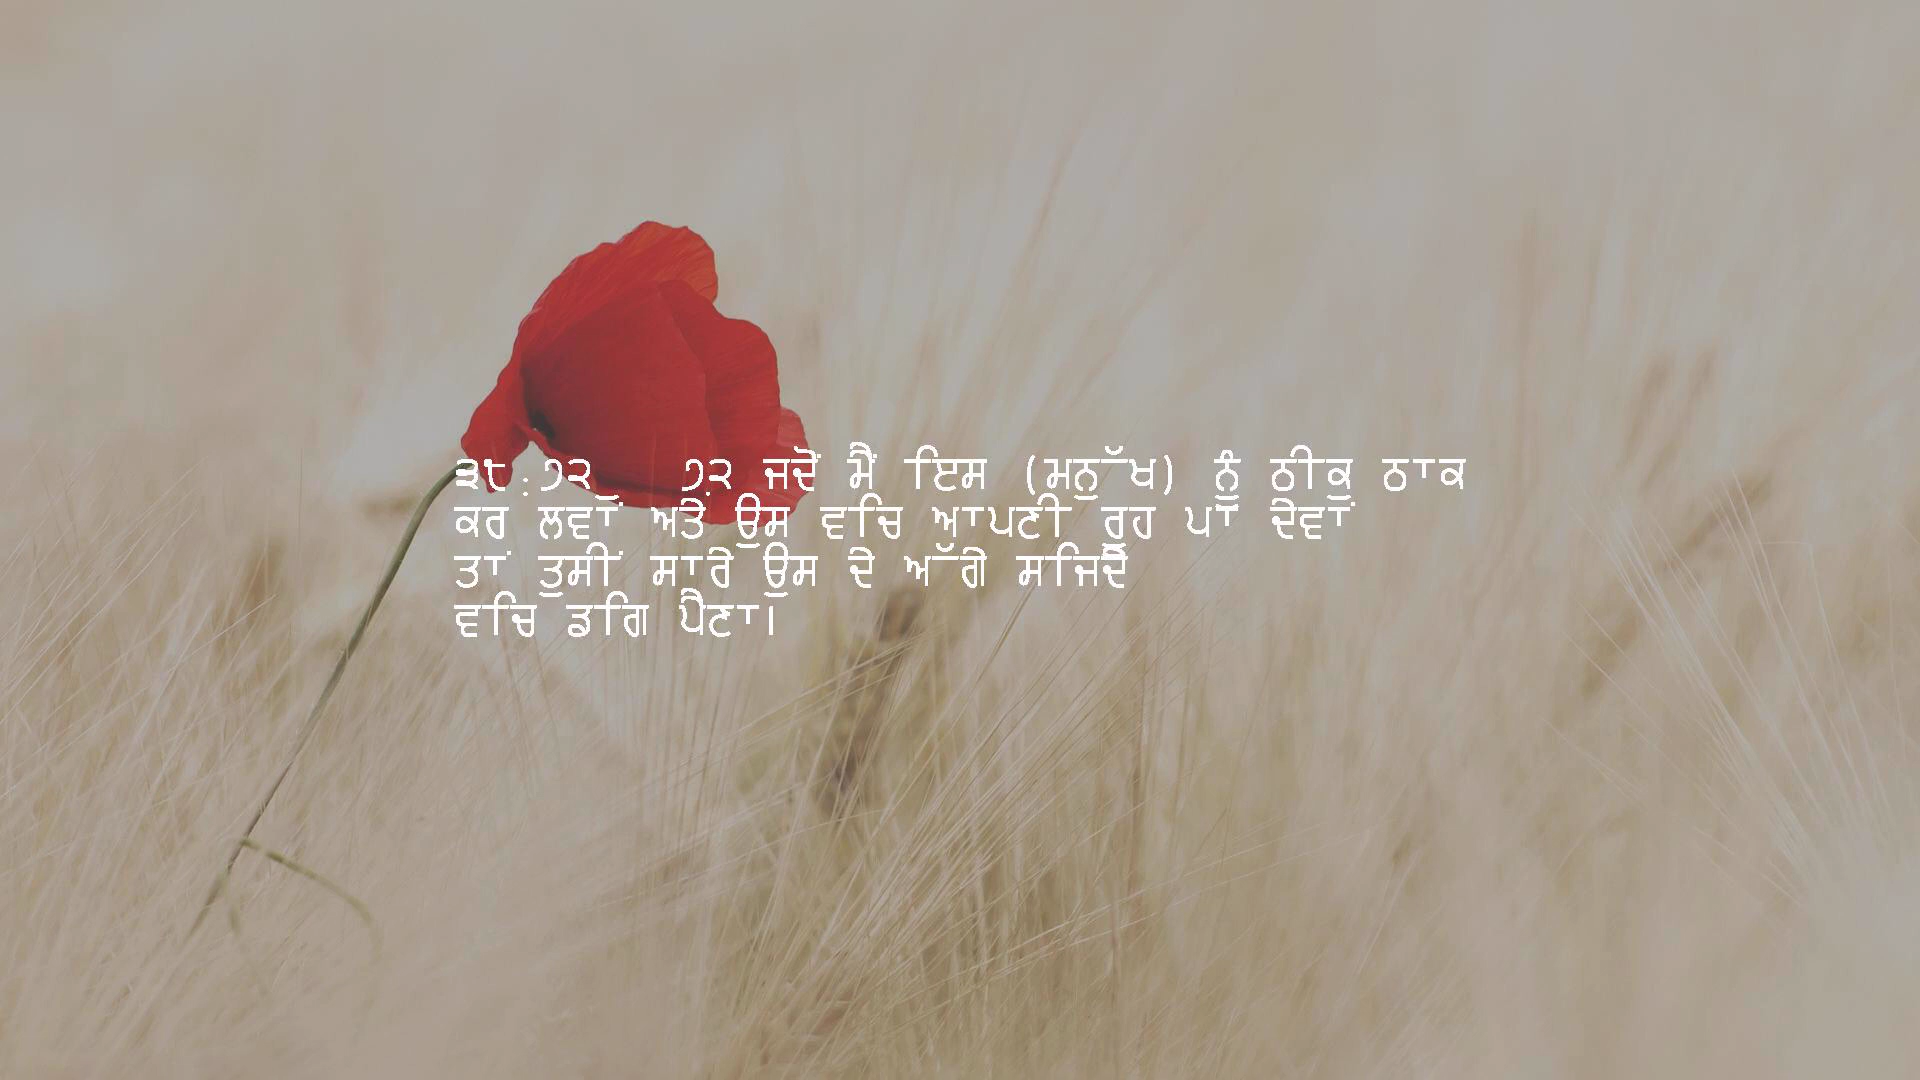 ੩੮:੭੨  ੭੨ ਜਦੋਂ ਮੈਂ ਇਸ (ਮਨੁੱਖ) ਨੂੰ ਠੀਕ ਠਾਕ
ਕਰ ਲਵਾਂ ਅਤੇ ਉਸ ਵਿਚ ਆਪਣੀ ਰੂਹ ਪਾ ਦੇਵਾਂ
ਤਾਂ ਤੁਸੀਂ ਸਾਰੇ ਉਸ ਦੇ ਅੱਗੇ ਸਜਿਦੇ
ਵਿਚ ਡਿਗ ਪੈਣਾ।